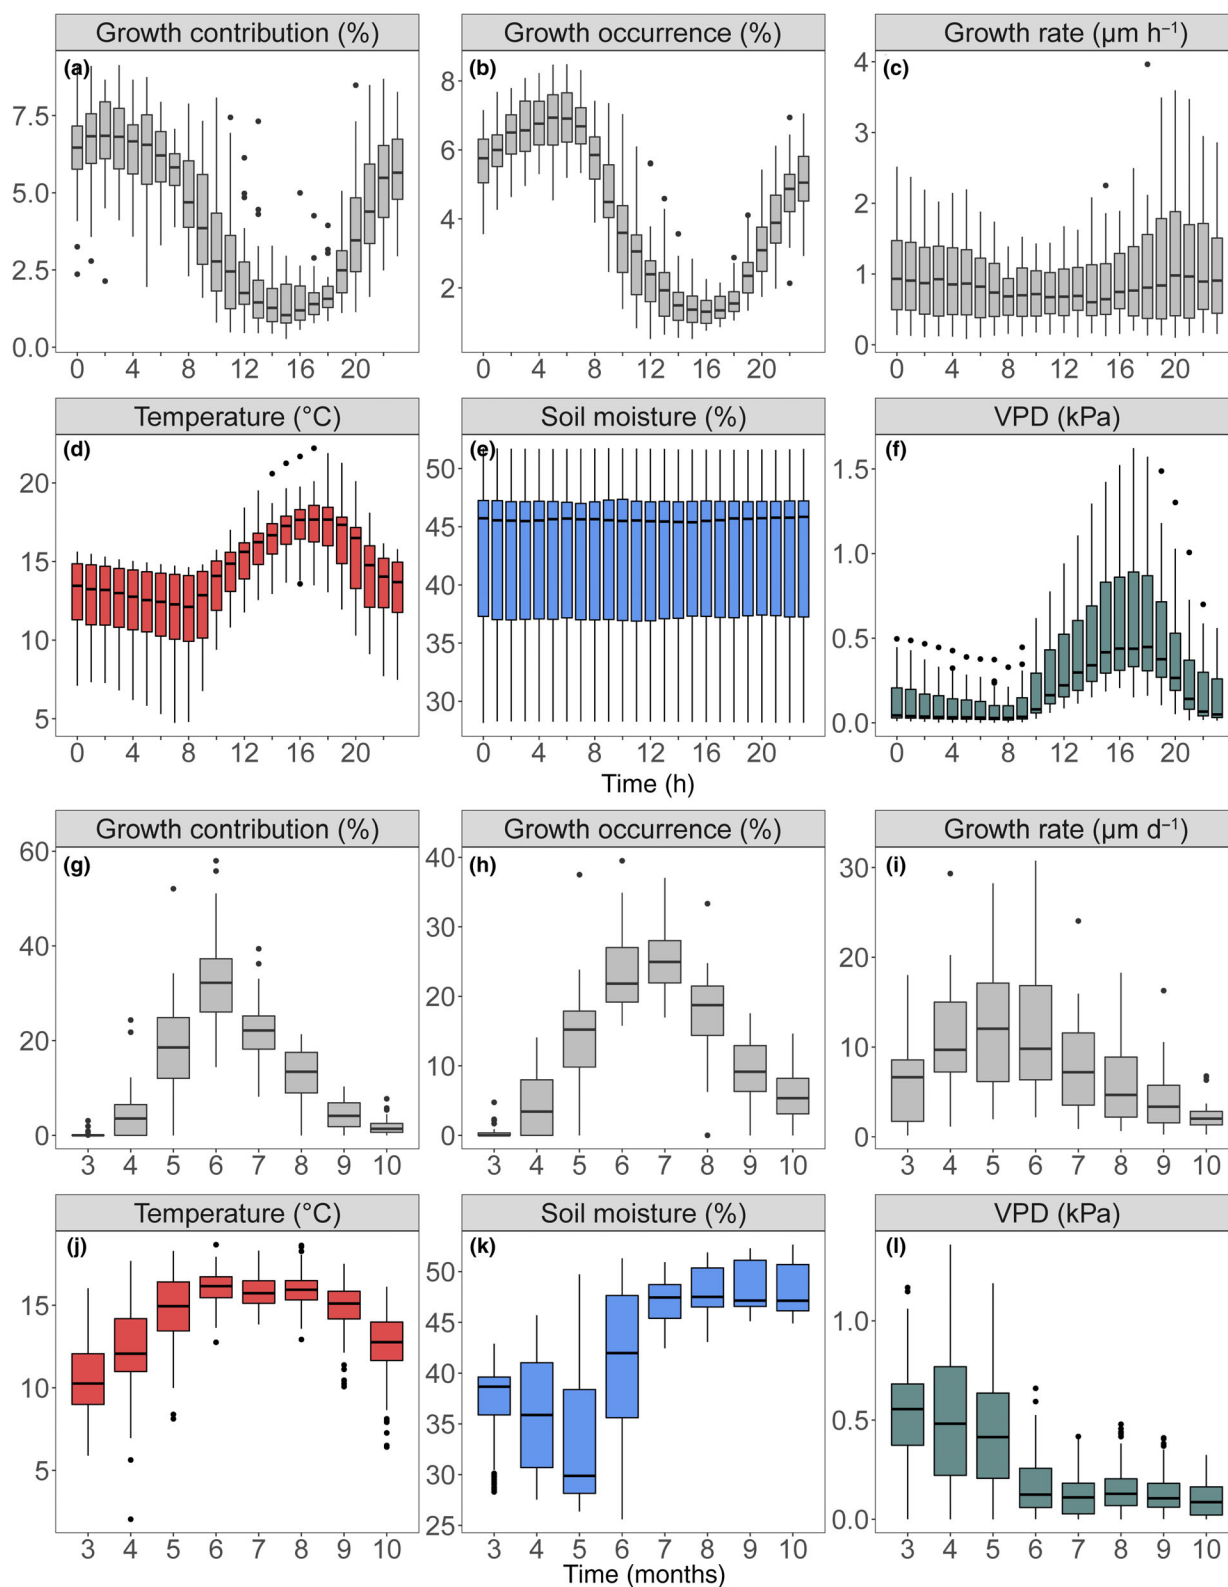 Growth contribution (%) Growth occurrence (%) Growth rate (µm h⁻¹)
(a) (b) (c)
7.5 5.0 2.5 0.0
8 6 4 2
4 3 2 1 0
0 4 8 12 16 20 0 4 8 12 16 20 0 4 8 12 16 20
Temperature (°C) Soil moisture (%) VPD (kPa)
(d) (e) (f)
20 15 10 5
50 45 40 35 30
1.5 1.0 0.5 0.0
0 4 8 12 16 20 0 4 8 12 16 20 0 4 8 12 16 20
Time (h)
Growth contribution (%) Growth occurrence (%) Growth rate (µm d⁻¹)
(g) (h) (i)
60 40 20 0
40 30 20 10 0
30 20 10 0
3 4 5 6 7 8 9 10 3 4 5 6 7 8 9 10 3 4 5 6 7 8 9 10
Temperature (°C) Soil moisture (%) VPD (kPa)
(j) (k) (l)
15 10 5
50 45 40 35 30 25
1.0 0.5 0.0
3 4 5 6 7 8 9 10 3 4 5 6 7 8 9 10 3 4 5 6 7 8 9 10
Time (months)